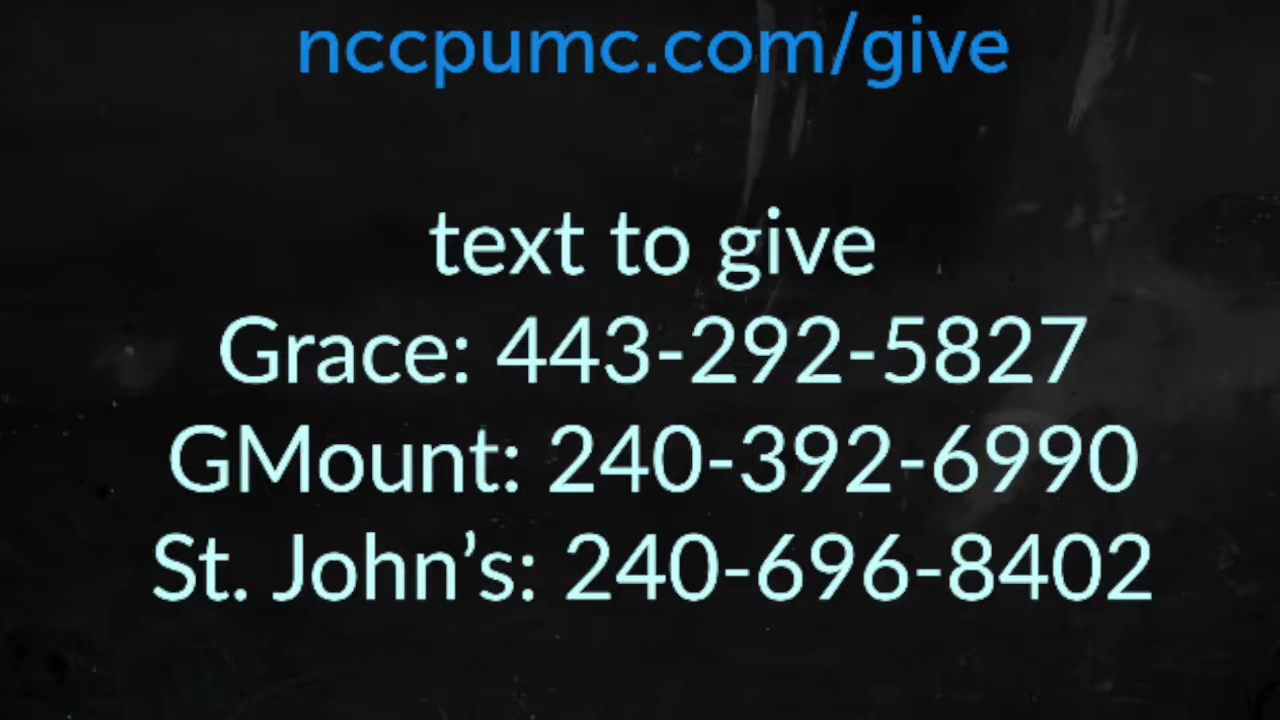 nccpumc.com/give
text to give
Grace: 443-292-5827
GMount: 240-392-6990
St. John’s: 240-696-8402